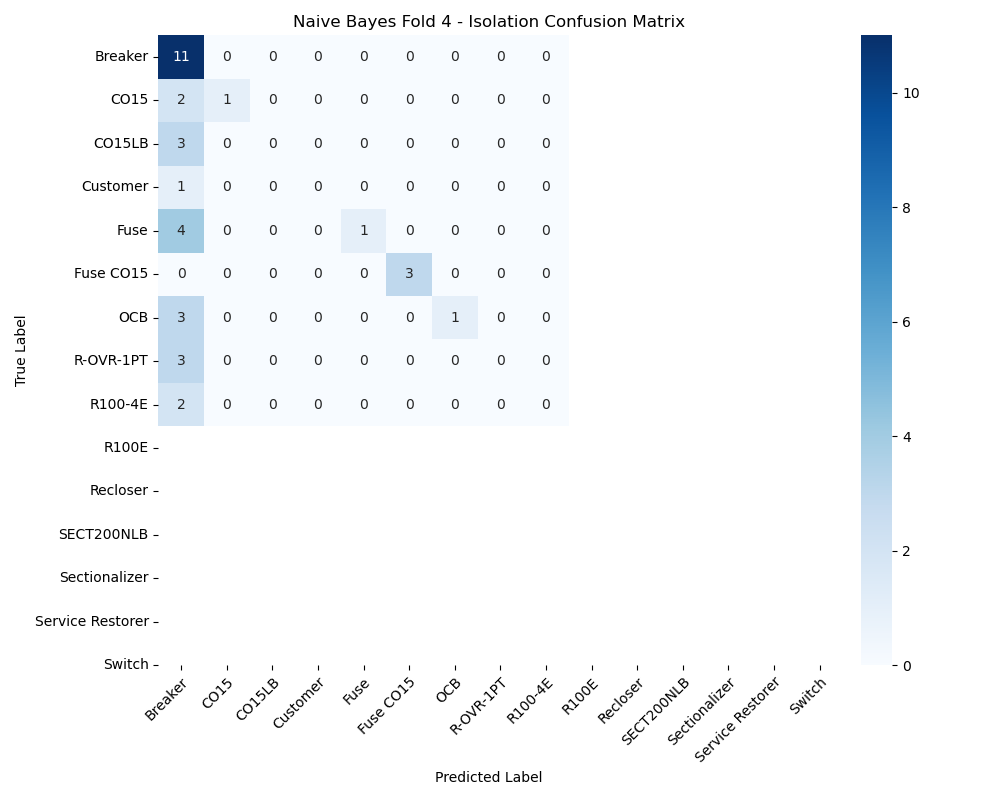 Naive Bayes Fold 4 - Isolation Confusion Matrix
True Label
Breaker 11 0 0 0 0 0 0 0 0
CO15 2 1 0 0 0 0 0 0 0
CO15LB 3 0 0 0 0 0 0 0 0
Customer 1 0 0 0 0 0 0 0 0
Fuse 4 0 0 0 1 0 0 0 0
Fuse CO15 0 0 0 0 0 3 0 0 0
OCB 3 0 0 0 0 0 1 0 0
R-OVR-1PT 3 0 0 0 0 0 0 0 0
R100-4E 2 0 0 0 0 0 0 0 0
R100E
Recloser
SECT200NLB
Sectionalizer
Service Restorer
Switch
Breaker CO15 CO15LB Customer Fuse Fuse CO15 OCB R-OVR-1PT R100-4E R100E Recloser SECT200NLB Sectionalizer Service Restorer Switch
Predicted Label
10
8
6
4
2
0